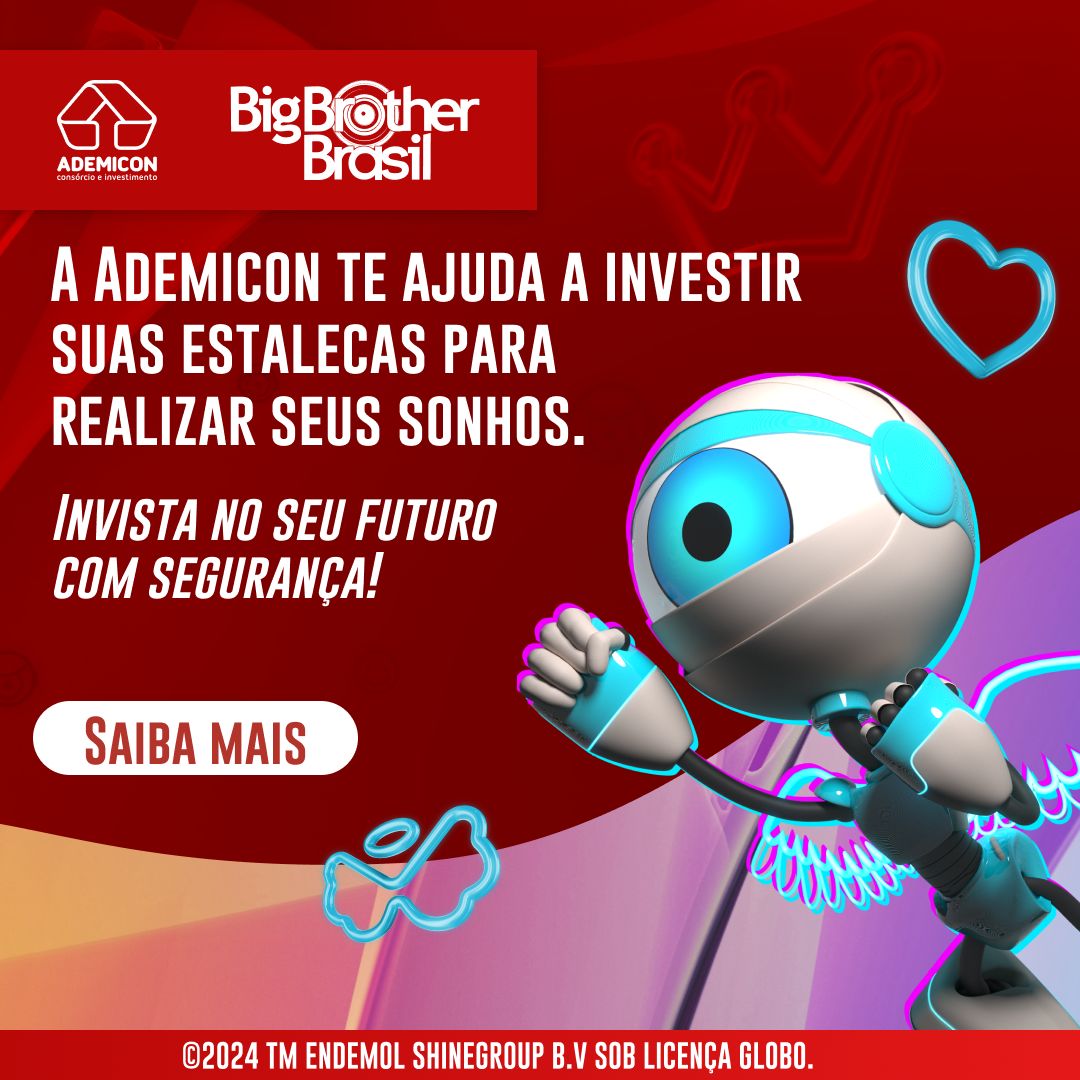 ADEMICON
consórcio e investimento
Big Brother
Brasil
A Ademicon te ajuda a investir
suas estalecas para
realizar seus sonhos.
Invista no seu futuro
com segurança!
Saiba mais
©2024 TM ENDEMOL SHINEGROUP B.V SOB LICENÇA GLOBO.